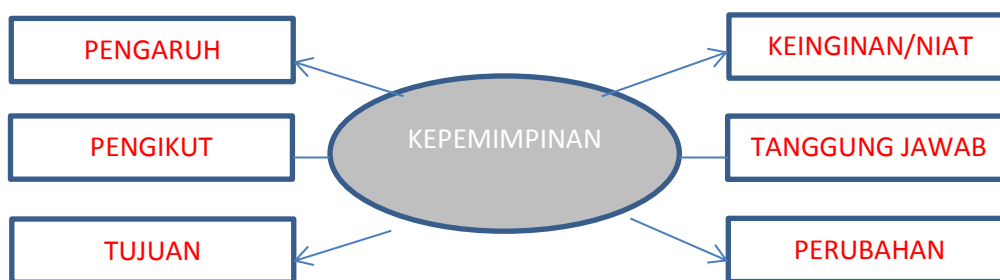 PENGARUH
KEINGINAN/NIAT
PENGIKUT
KEPEMIMPINAN
TANGGUNG JAWAB
TUJUAN
PERUBAHAN